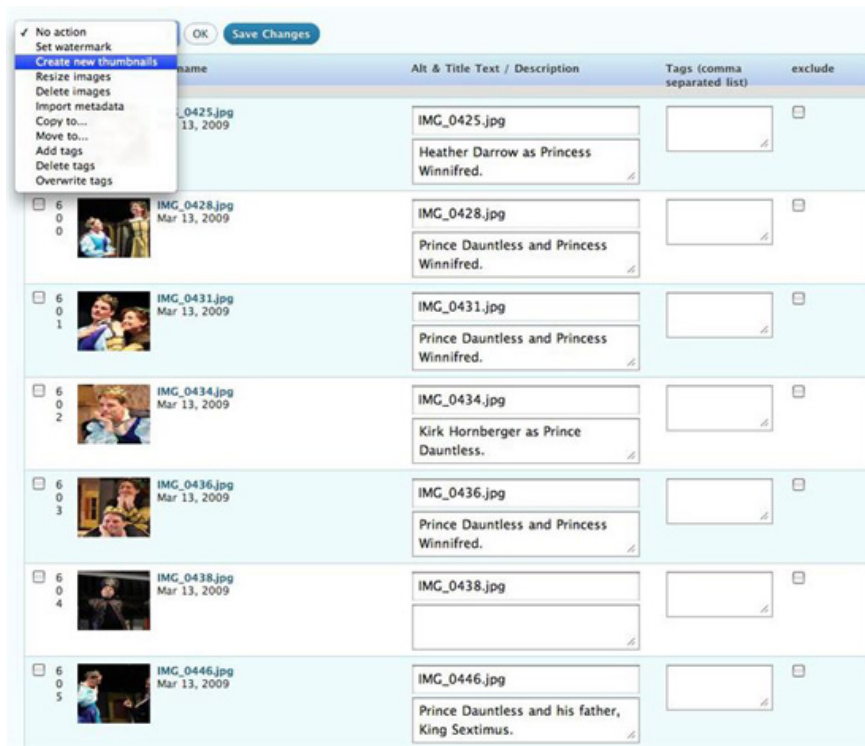 ✓ No action
Set watermark
Create new thumbnails
Resize images
Delete images
Import metadata
Copy to...
Move to...
Add tags
Delete tags
Overwrite tags
OK
Save Changes
name
Alt & Title Text / Description
Tags (comma
separated list)
exclude
_0425.jpg
13, 2009
IMG_0425.jpg
Heather Darrow as Princess
Winnifred.
6
0
0
IMG_0428.jpg
Mar 13, 2009
IMG_0428.jpg
Prince Dauntless and Princess
Winnifred.
6
0
1
IMG_0431.jpg
Mar 13, 2009
IMG_0431.jpg
Prince Dauntless and Princess
Winnifred.
6
0
2
IMG_0434.jpg
Mar 13, 2009
IMG_0434.jpg
Kirk Hornberger as Prince
Dauntless.
6
0
3
IMG_0436.jpg
Mar 13, 2009
IMG_0436.jpg
Prince Dauntless and Princess
Winnifred.
6
0
4
IMG_0438.jpg
Mar 13, 2009
IMG_0438.jpg
6
0
5
IMG_0446.jpg
Mar 13, 2009
IMG_0446.jpg
Prince Dauntless and his father,
King Sextimus.